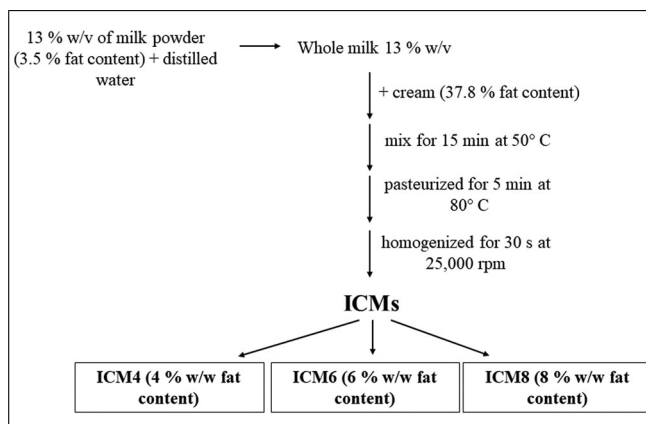 13 % w/v of milk powder
(3.5 % fat content) + distilled
water
Whole milk 13 % w/v
+ cream (37.8 % fat content)
mix for 15 min at 50° C
pasteurized for 5 min at
80° C
homogenized for 30 s at
25,000 rpm
ICMs
ICM4 (4 % w/w fat
content)
ICM6 (6 % w/w fat
content)
ICM8 (8 % w/w fat
content)